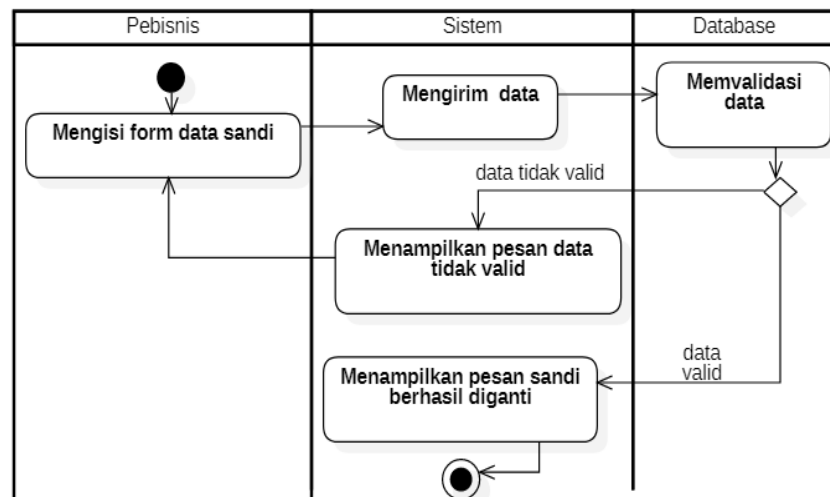 Pebisnis
Sistem
Database
Mengisi form data sandi
Mengirim data
Memvalidasi
data
data tidak valid
Menampilkan pesan data
tidak valid
data
valid
Menampilkan pesan sandi
berhasil diganti